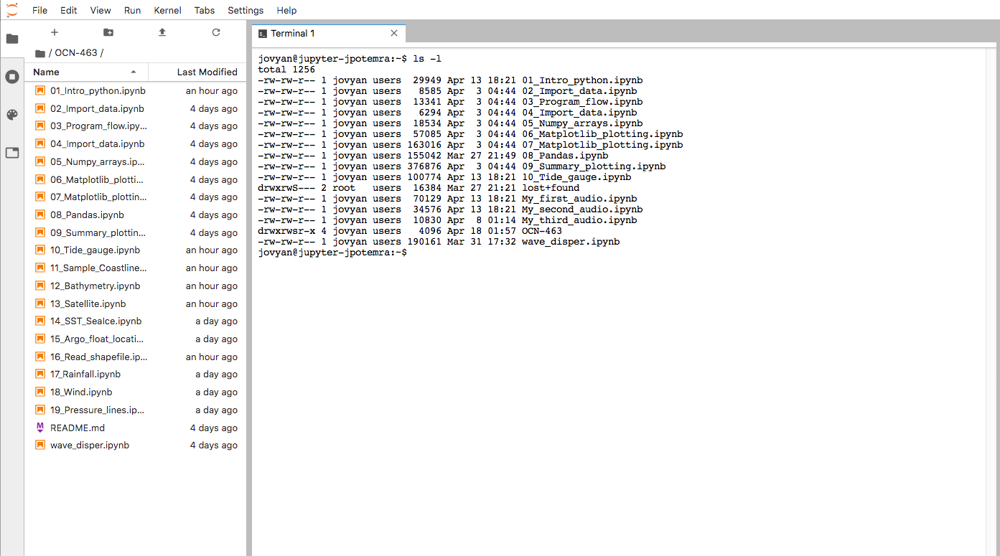 File Edit View Run Kernel Tabs Settings Help
/ OCN-463 /
Name Last Modified
01_Intro_python.ipynb an hour ago
02_Import_data.ipynb 4 days ago
03_Program_flow.ipy... 4 days ago
04_Import_data.ipynb 4 days ago
05_Numpy_arrays.ip... 4 days ago
06_Matplotlib_plotti... 4 days ago
07_Matplotlib_plottin... 4 days ago
08_Pandas.ipynb 4 days ago
09_Summary_plottin... 4 days ago
10_Tide_gauge.ipynb an hour ago
11_Sample_Coastline... an hour ago
12_Bathymetry.ipynb an hour ago
13_Satellite.ipynb an hour ago
14_SST_SeaIce.ipynb a day ago
15_Argo_float_locati... a day ago
16_Read_shapefile.ip... an hour ago
17_Rainfall.ipynb a day ago
18_Wind.ipynb a day ago
19_Pressure_lines.ip... a day ago
README.md 4 days ago
wave_disper.ipynb 4 days ago
Terminal 1
jovyan@jupyter-jpotemra:~$ ls -l
total 1256
-rw-rw-r-- 1 jovyan users  29949 Apr 13 18:21 01_Intro_python.ipynb
-rw-rw-r-- 1 jovyan users   8585 Apr  3 04:44 02_Import_data.ipynb
-rw-rw-r-- 1 jovyan users  13341 Apr  3 04:44 03_Program_flow.ipynb
-rw-rw-r-- 1 jovyan users   6294 Apr  3 04:44 04_Import_data.ipynb
-rw-rw-r-- 1 jovyan users  18534 Apr  3 04:44 05_Numpy_arrays.ipynb
-rw-rw-r-- 1 jovyan users  57085 Apr  3 04:44 06_Matplotlib_plotting.ipynb
-rw-rw-r-- 1 jovyan users 163016 Apr  3 04:44 07_Matplotlib_plotting.ipynb
-rw-rw-r-- 1 jovyan users 155042 Mar 27 21:49 08_Pandas.ipynb
-rw-rw-r-- 1 jovyan users 376876 Apr  3 04:44 09_Summary_plotting.ipynb
-rw-rw-r-- 1 jovyan users 100774 Apr 13 18:21 10_Tide_gauge.ipynb
drwxrwS--- 2 root   users  16384 Mar 27 21:21 lost+found
-rw-rw-r-- 1 jovyan users  70129 Apr 13 18:21 My_first_audio.ipynb
-rw-rw-r-- 1 jovyan users  34576 Apr 13 18:21 My_second_audio.ipynb
-rw-rw-r-- 1 jovyan users  10830 Apr  8 01:14 My_third_audio.ipynb
drwxrwsr-x 4 jovyan users   4096 Apr 18 01:57 OCN-463
-rw-rw-r-- 1 jovyan users 190161 Mar 31 17:32 wave_disper.ipynb
jovyan@jupyter-jpotemra:~$